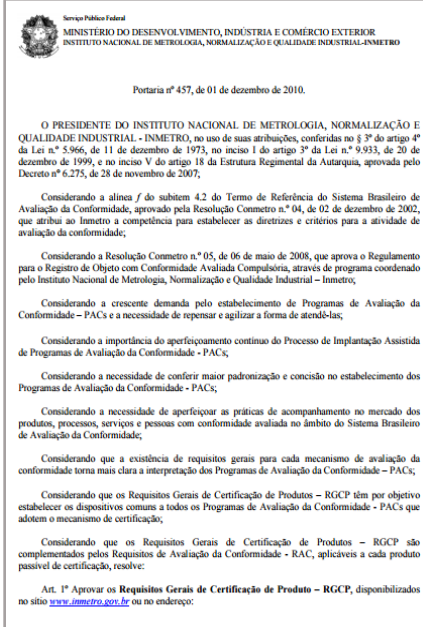 Serviço Público Federal
MINISTÉRIO DO DESENVOLVIMENTO, INDÚSTRIA E COMÉRCIO EXTERIOR
INSTITUTO NACIONAL DE METROLOGIA, NORMALIZAÇÃO E QUALIDADE INDUSTRIAL-INMETRO
Portaria nº 457, de 01 de dezembro de 2010.
O PRESIDENTE DO INSTITUTO NACIONAL DE METROLOGIA, NORMALIZAÇÃO E
QUALIDADE INDUSTRIAL - INMETRO, no uso de suas atribuições, conferidas no § 3º do artigo 4º
da Lei n.º 5.966, de 11 de dezembro de 1973, no inciso I do artigo 3º da Lei n.º 9.933, de 20 de
dezembro de 1999, e no inciso V do artigo 18 da Estrutura Regimental da Autarquia, aprovada pelo
Decreto nº 6.275, de 28 de novembro de 2007;
Considerando a alínea f do subitem 4.2 do Termo de Referência do Sistema Brasileiro de
Avaliação da Conformidade, aprovado pela Resolução Conmetro n.º 04, de 02 de dezembro de 2002,
que atribui ao Inmetro a competência para estabelecer as diretrizes e critérios para a atividade de
avaliação da conformidade;
Considerando a Resolução Conmetro n.º 05, de 06 de maio de 2008, que aprova o Regulamento
para o Registro de Objeto com Conformidade Avaliada Compulsória, através de programa coordenado
pelo Instituto Nacional de Metrologia, Normalização e Qualidade Industrial – Inmetro;
Considerando a crescente demanda pelo estabelecimento de Programas de Avaliação da
Conformidade – PACs e a necessidade de repensar e agilizar a forma de atendê-las;
Considerando a importância do aperfeiçoamento contínuo do Processo de Implantação Assistida
de Programas de Avaliação da Conformidade - PACs;
Considerando a necessidade de conferir maior padronização e concisão no estabelecimento dos
Programas de Avaliação da Conformidade - PACs;
Considerando a necessidade de aperfeiçoar as práticas de acompanhamento no mercado dos
produtos, processos, serviços e pessoas com conformidade avaliada no âmbito do Sistema Brasileiro
de Avaliação da Conformidade;
Considerando que a existência de requisitos gerais para cada mecanismo de avaliação da
conformidade torna mais clara a interpretação dos Programas de Avaliação da Conformidade – PACs;
Considerando que os Requisitos Gerais de Certificação de Produtos – RGCP têm por objetivo
estabelecer os dispositivos comuns a todos os Programas de Avaliação da Conformidade - PACs que
adotem o mecanismo de certificação;
Considerando que os Requisitos Gerais de Certificação de Produtos – RGCP são
complementados pelos Requisitos de Avaliação da Conformidade - RAC, aplicáveis a cada produto
passível de certificação, resolve:
Art. 1º Aprovar os Requisitos Gerais de Certificação de Produto – RGCP, disponibilizados
no sitio www.inmetro.gov.br ou no endereço: